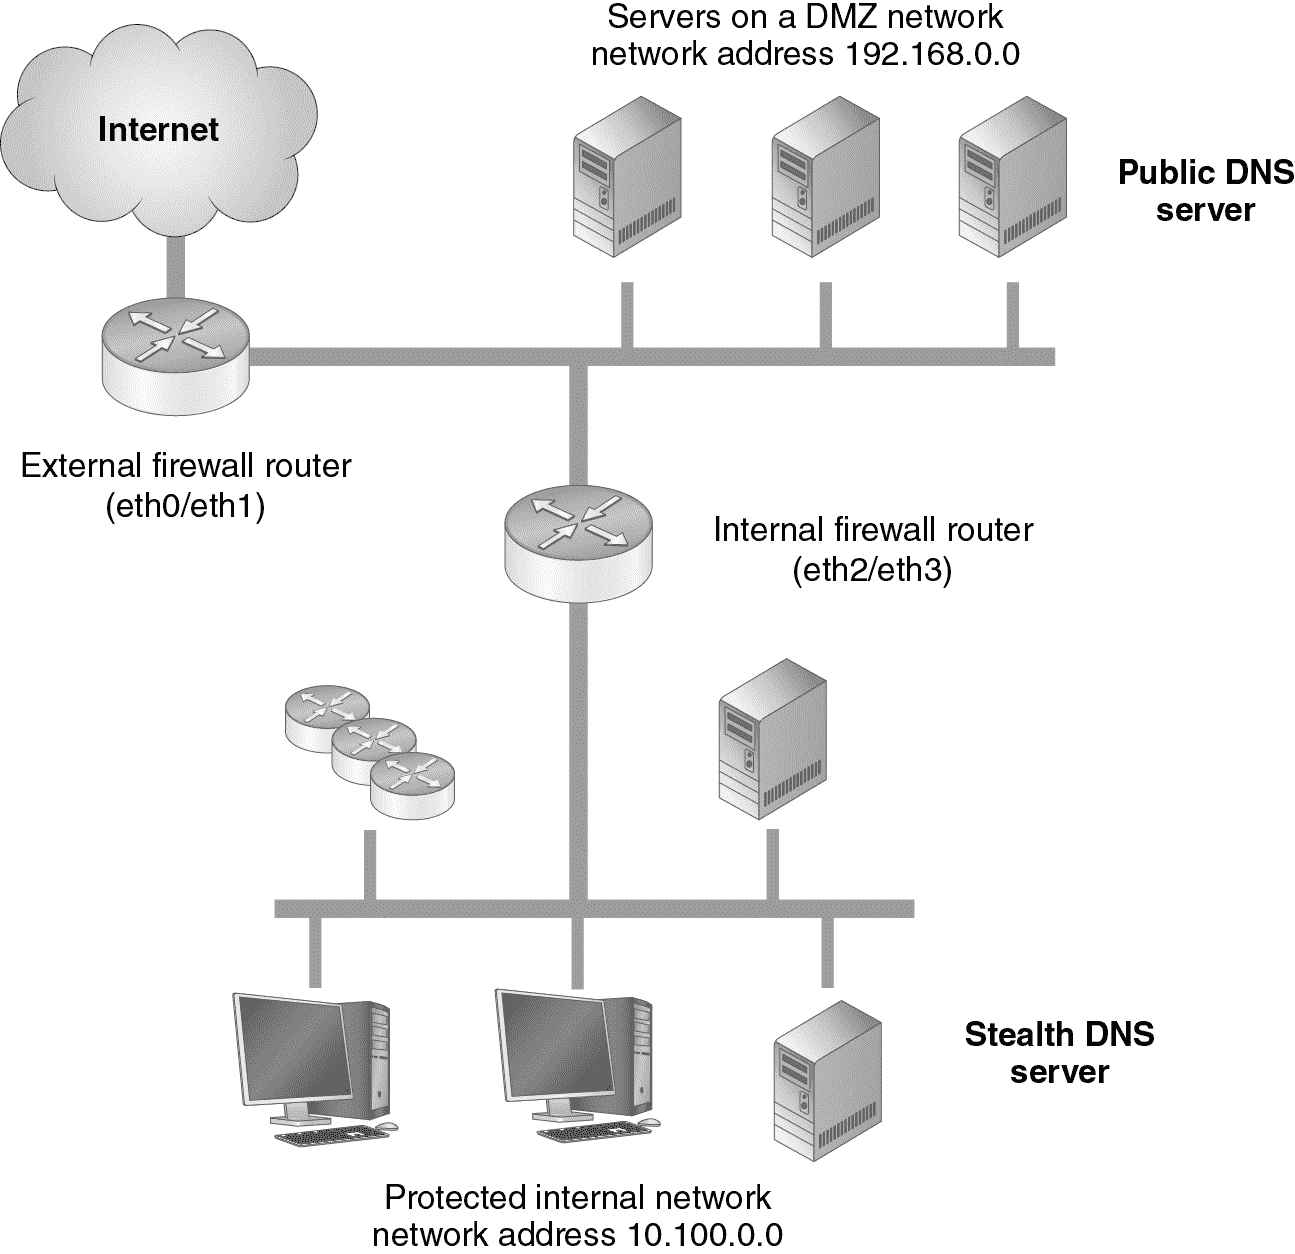 Servers on a DMZ network
network address 192.168.0.0
Internet
Public DNS
server
External firewall router
(eth0/eth1)
Internal firewall router
(eth2/eth3)
Stealth DNS
server
Protected internal network
network address 10.100.0.0